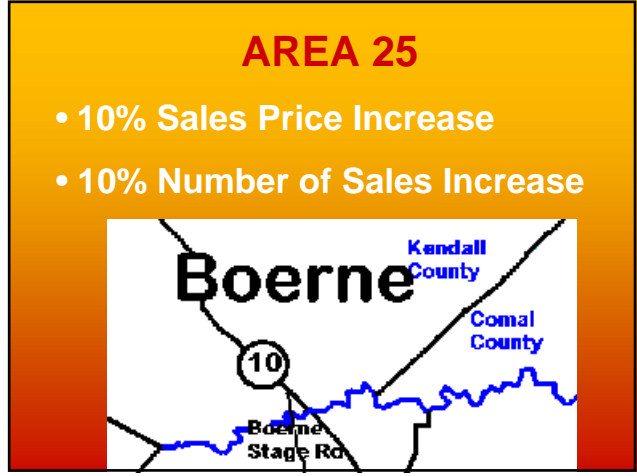 AREA 25
• 10% Sales Price Increase
• 10% Number of Sales Increase
Boerne
Kendall
County
Comal
County
10
Boerne
Stage Rd